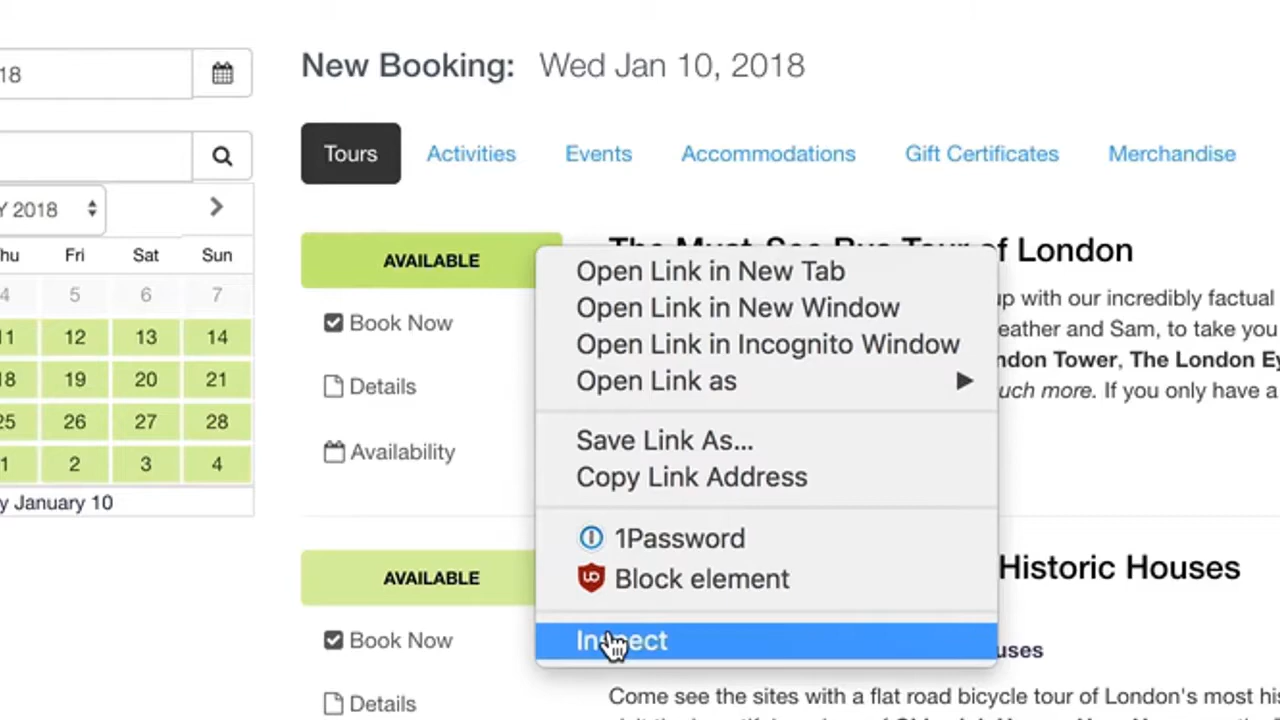 18
New Booking: Wed Jan 10, 2018
Tours Activities Events Accommodations Gift Certificates Merchandise
Y 2018
hu Fri Sat Sun
4 5 6 7
11 12 13 14
18 19 20 21
25 26 27 28
1 2 3 4
y January 10
AVAILABLE
Book Now
Details
Availability
The Must-See Bus Tour of London
up with our incredibly factual
eather and Sam, to take you
ndon Tower, The London Ey
uch more. If you only have a
Open Link in New Tab
Open Link in New Window
Open Link in Incognito Window
Open Link as
Save Link As...
Copy Link Address
1Password
Block element
Inspect
AVAILABLE
Book Now
Details
Historic Houses
uses
Come see the sites with a flat road bicycle tour of London's most his